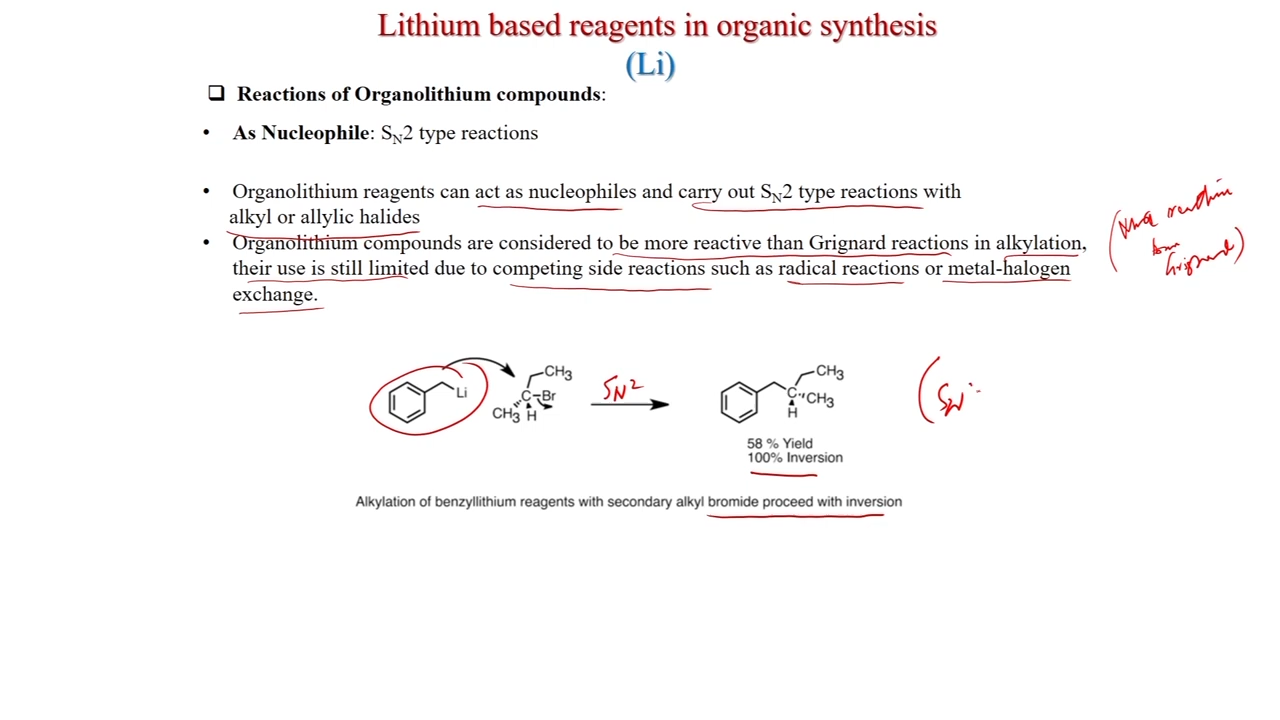 Lithium based reagents in organic synthesis
(Li)
❑ Reactions of Organolithium compounds:
• As Nucleophile: SN2 type reactions
• Organolithium reagents can act as nucleophiles and carry out SN2 type reactions with
alkyl or allylic halides
• Organolithium compounds are considered to be more reactive than Grignard reactions in alkylation,
their use is still limited due to competing side reactions such as radical reactions or metal-halogen
exchange.
Grignard)
Li
CH3
C Br
CH3 H
SN2
CH3
C CH3
H
58 % Yield
100% Inversion
Alkylation of benzyllithium reagents with secondary alkyl bromide proceed with inversion